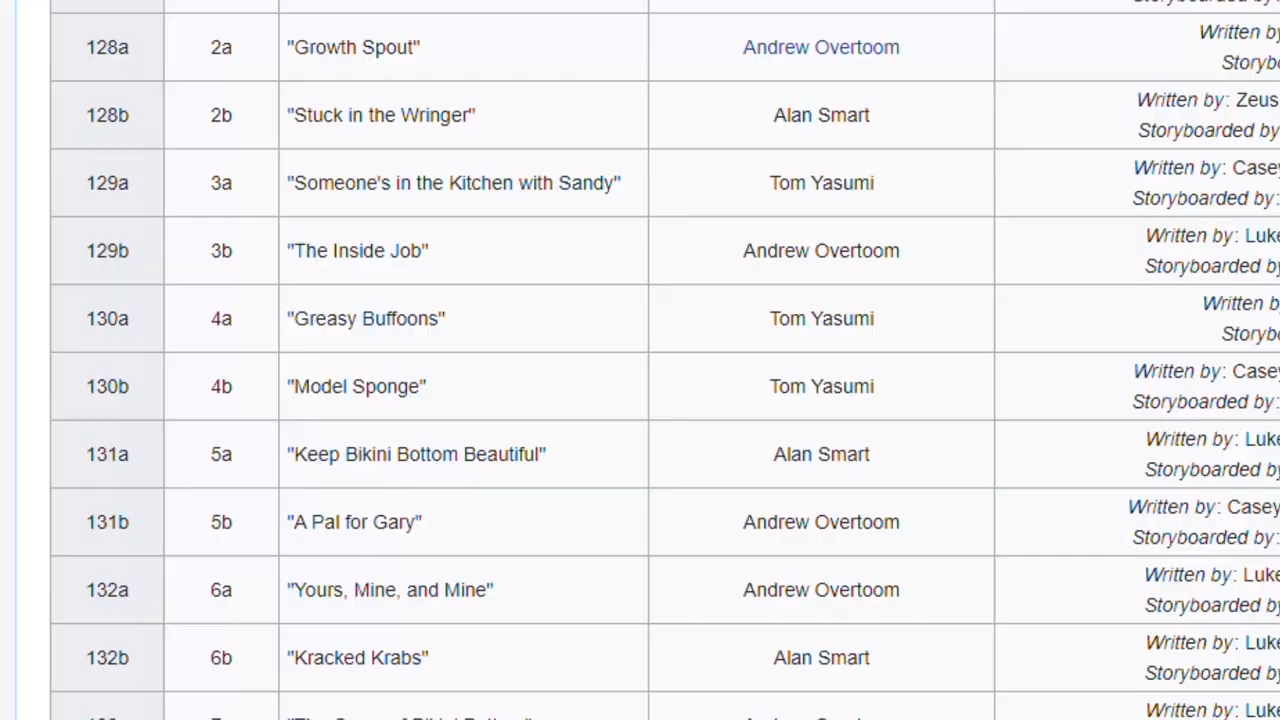 128a 2a "Growth Spout" Andrew Overtoom Written by
Storybo
128b 2b "Stuck in the Wringer" Alan Smart Written by: Zeus
Storyboarded by
129a 3a "Someone's in the Kitchen with Sandy" Tom Yasumi Written by: Casey
Storyboarded by:
129b 3b "The Inside Job" Andrew Overtoom Written by: Luke
Storyboarded by
130a 4a "Greasy Buffoons" Tom Yasumi Written b
Storyb
130b 4b "Model Sponge" Tom Yasumi Written by: Casey
Storyboarded by:
131a 5a "Keep Bikini Bottom Beautiful" Alan Smart Written by: Luke
Storyboarded by
131b 5b "A Pal for Gary" Andrew Overtoom Written by: Casey
Storyboarded by:
132a 6a "Yours, Mine, and Mine" Andrew Overtoom Written by: Luke
Storyboarded by
132b 6b "Kracked Krabs" Alan Smart Written by: Luke
Storyboarded by
Written by: Luke